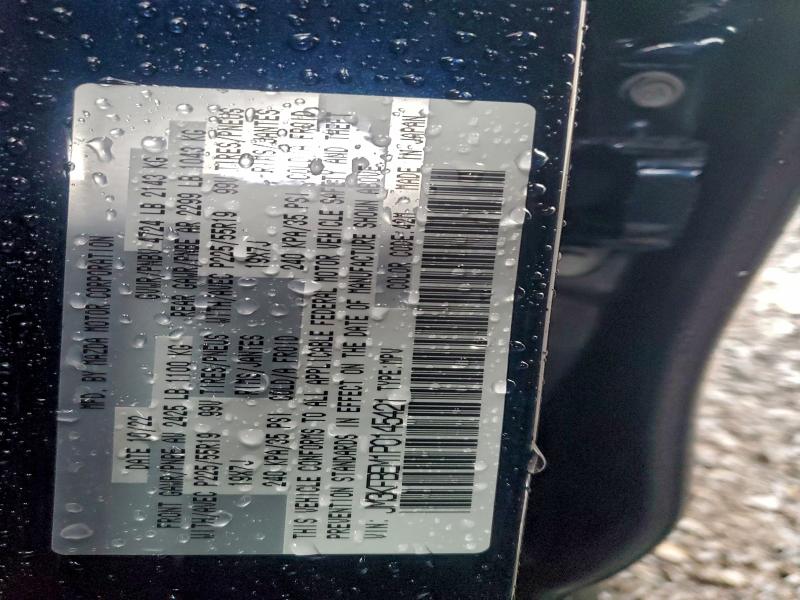 MFD. BY MAZDA MOTOR CORPORATION
DATE 10/22 GVWR/PNBV 4724 LB 2143 KG
FRONT GAWR/PNBE AV 2425 LB 1100 KG REAR GAWR/PNBE AR 2299 LB 1043 KG
WITH/AVEC P225/55R19 99V TIRES/PNEUS WITH/AVEC P225/55R19 99V TIRES/PNEUS
19X7J RIMS/JANTES 19X7J RIMS/JANTES
240 KPA/35 PSI COLD/A FROID 240 KPA/35 PSI COLD/A FROID
THIS VEHICLE CONFORMS TO ALL APPLICABLE FEDERAL MOTOR VEHICLE SAFETY AND THEFT
PREVENTION STANDARDS IN EFFECT ON THE DATE OF MANUFACTURE SHOWN ABOVE.
VIN: TYPE:MPV COLOR CODE:42M MADE IN JAPAN